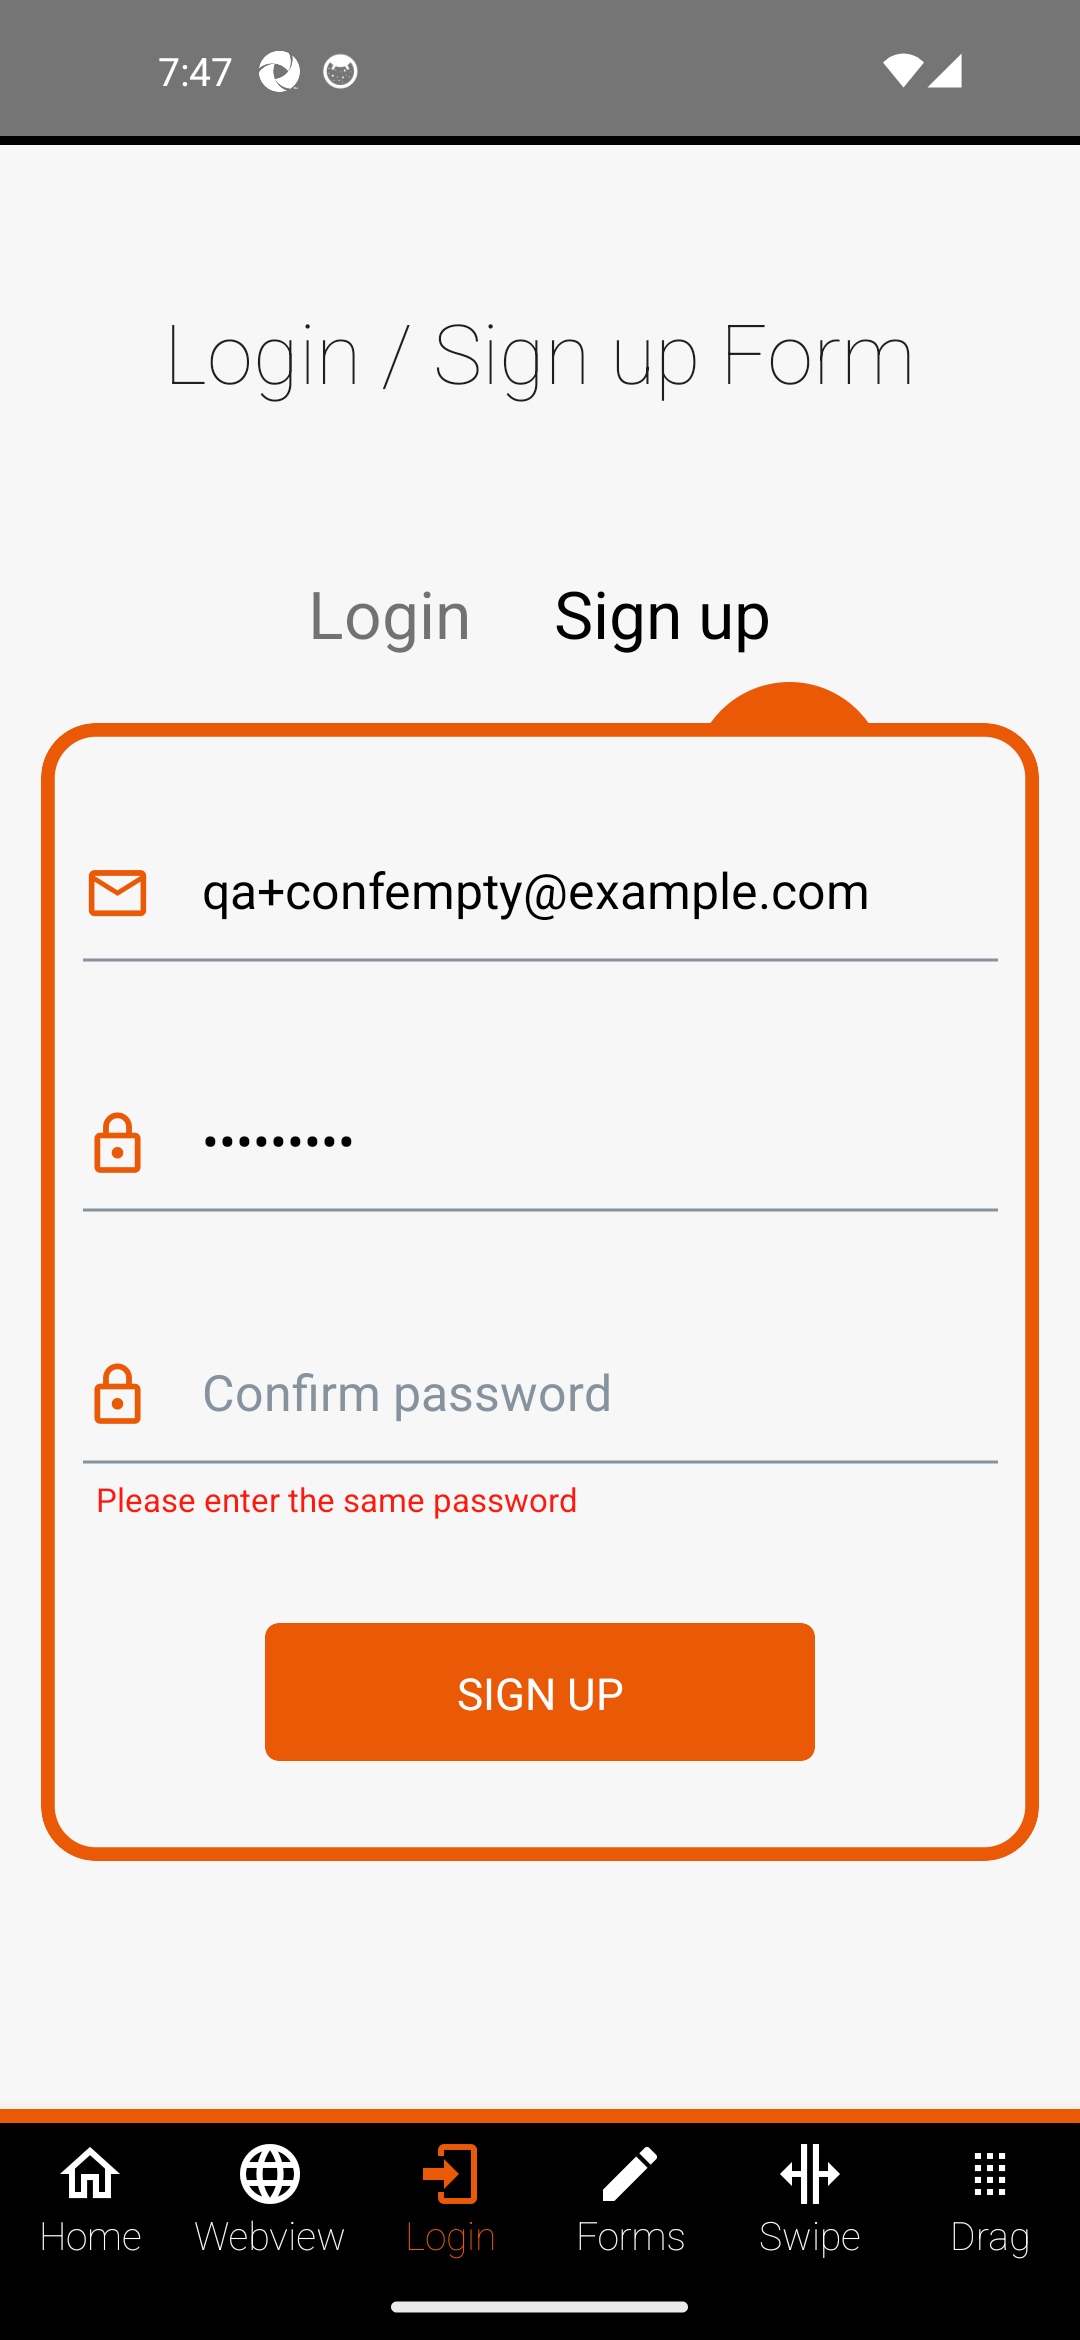 7:47
Login / Sign up Form
Login Sign up
qa+confempty@example.com
•••••••••
Confirm password
Please enter the same password
SIGN UP
Home Webview Login Forms Swipe Drag